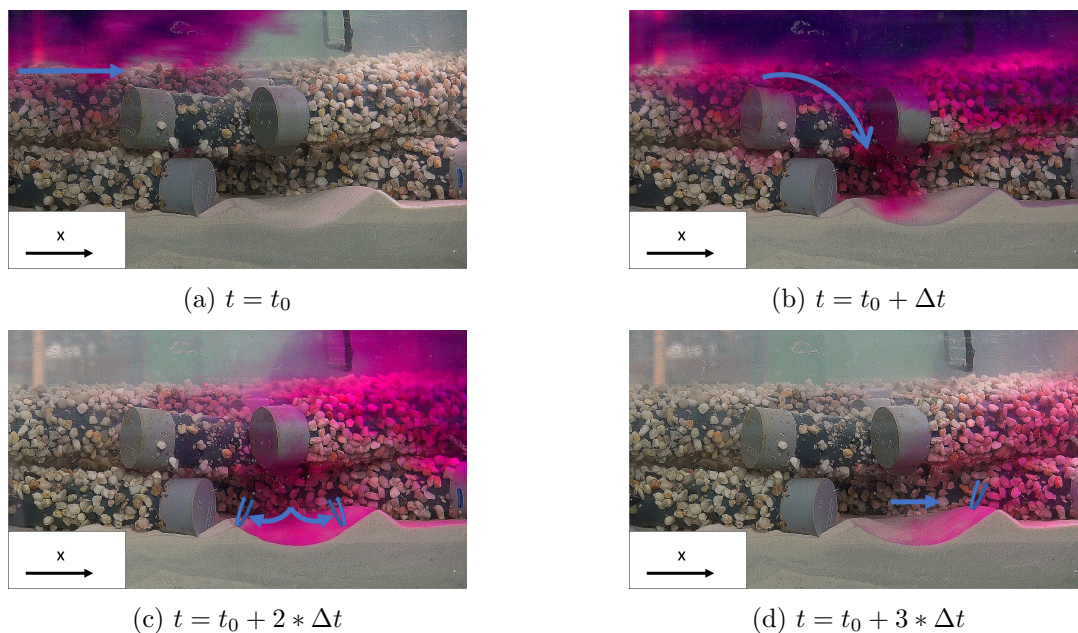 x
x
(a) t = t₀
(b) t = t₀ + Δt
x
x
(c) t = t₀ + 2 ∗ Δt
(d) t = t₀ + 3 ∗ Δt